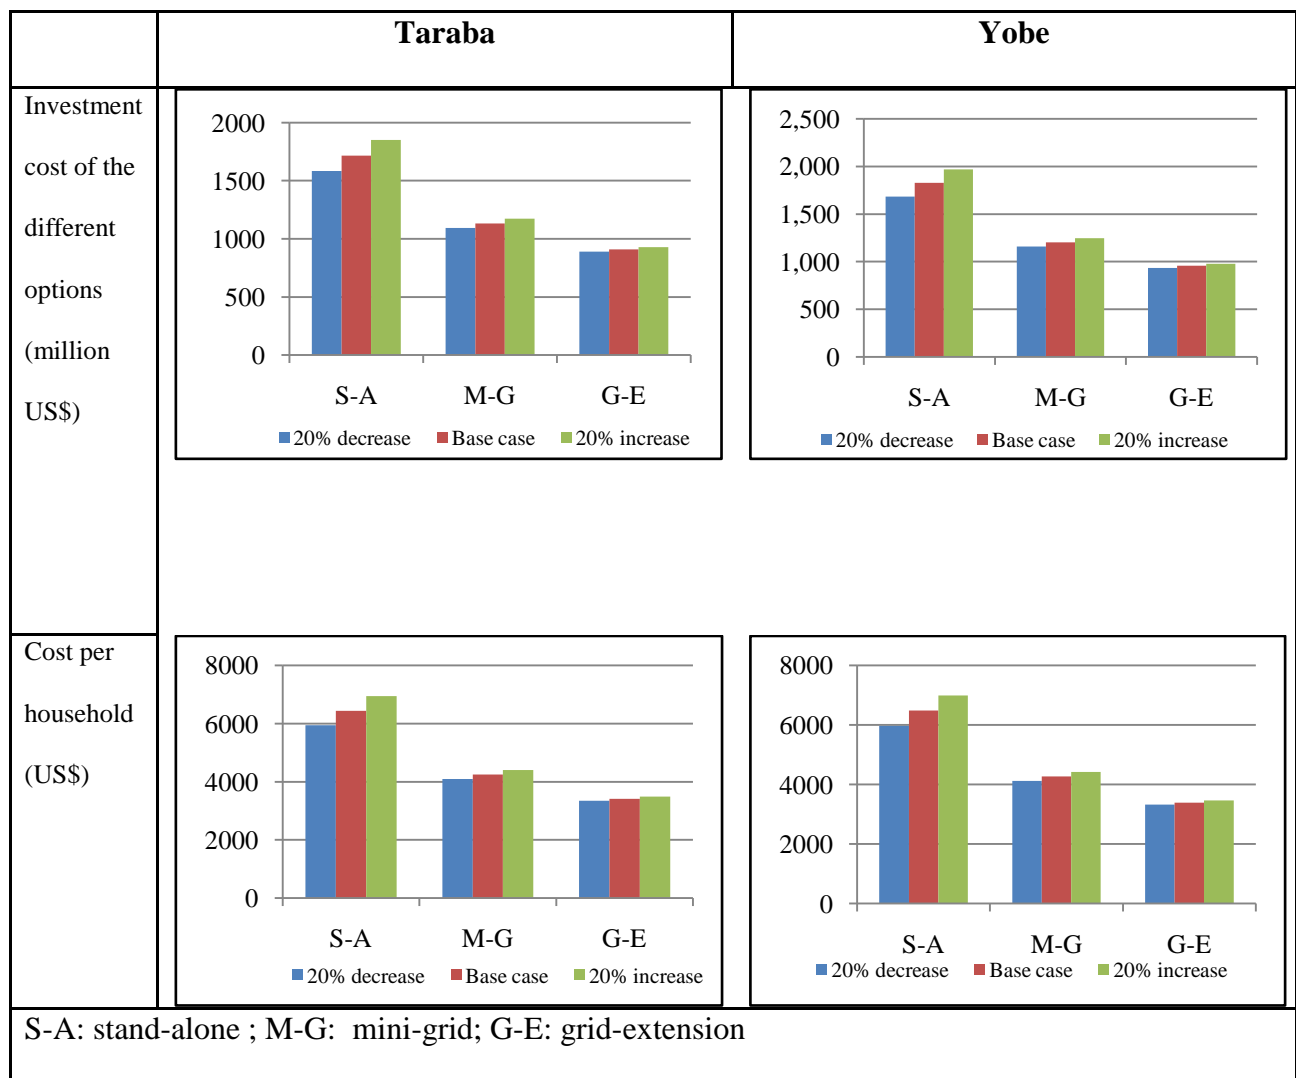 Taraba
Yobe
Investment
cost of the
different
options
(million
US$)
2000
1500
1000
500
0
S-A M-G G-E
20% decrease Base case 20% increase
2,500
2,000
1,500
1,000
500
0
S-A M-G G-E
20% decrease Base case 20% increase
Cost per
household
(US$)
8000
6000
4000
2000
0
S-A M-G G-E
20% decrease Base case 20% increase
8000
6000
4000
2000
0
S-A M-G G-E
20% decrease Base case 20% increase
S-A: stand-alone ; M-G: mini-grid; G-E: grid-extension